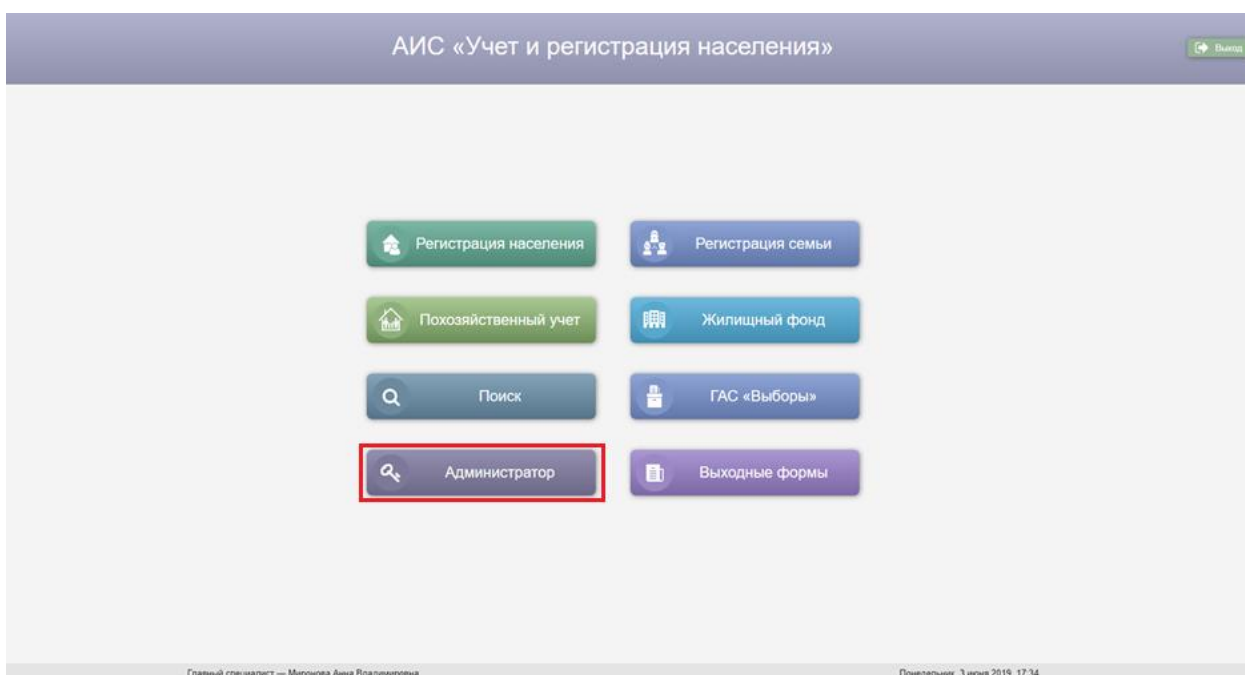 АИС «Учет и регистрация населения»
Выход
Регистрация населения
Регистрация семьи
Похозяйственный учет
Жилищный фонд
Поиск
ГАС «Выборы»
Администратор
Выходные формы
Главный специалист — Миронова Анна Владимировна
Понедельник, 3 июня 2019, 17:34